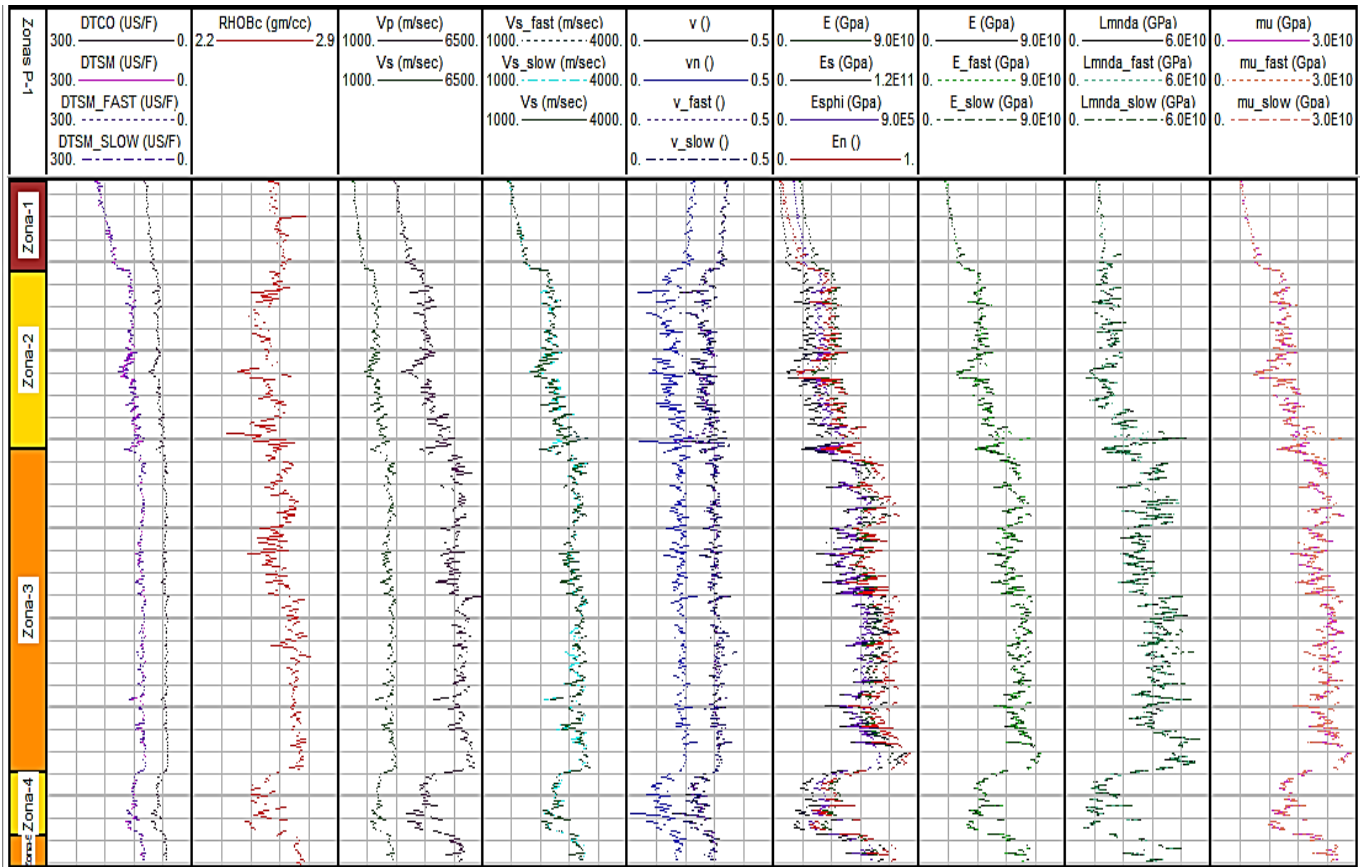 Zonas P-1
DTCO (US/F)
300. 0.
DTSM (US/F)
300. 0.
DTSM_FAST (US/F)
300. 0.
DTSM_SLOW (US/F)
300. 0.
RHOBc (gm/cc)
2.2 2.9
Vp (m/sec)
1000. 6500.
Vs (m/sec)
1000. 6500.
Vs_fast (m/sec)
1000. 4000.
Vs_slow (m/sec)
1000. 4000.
Vs (m/sec)
1000. 4000.
v ()
0. 0.5
vn ()
0. 0.5
v_fast ()
0. 0.5
v_slow ()
0. 0.5
E (Gpa)
0. 9.0E10
Es (Gpa)
0. 1.2E11
Esphi (Gpa)
0. 9.0E5
En ()
0. 1.
E (Gpa)
0. 9.0E10
E_fast (Gpa)
0. 9.0E10
E_slow (Gpa)
0. 9.0E10
Lmnda (GPa)
0. 6.0E10
Lmnda_fast (GPa)
0. 6.0E10
Lmnda_slow (GPa)
0. 6.0E10
mu (Gpa)
0. 3.0E10
mu_fast (Gpa)
0. 3.0E10
mu_slow (Gpa)
0. 3.0E10
Zona-1
Zona-2
Zona-3
Zona-4